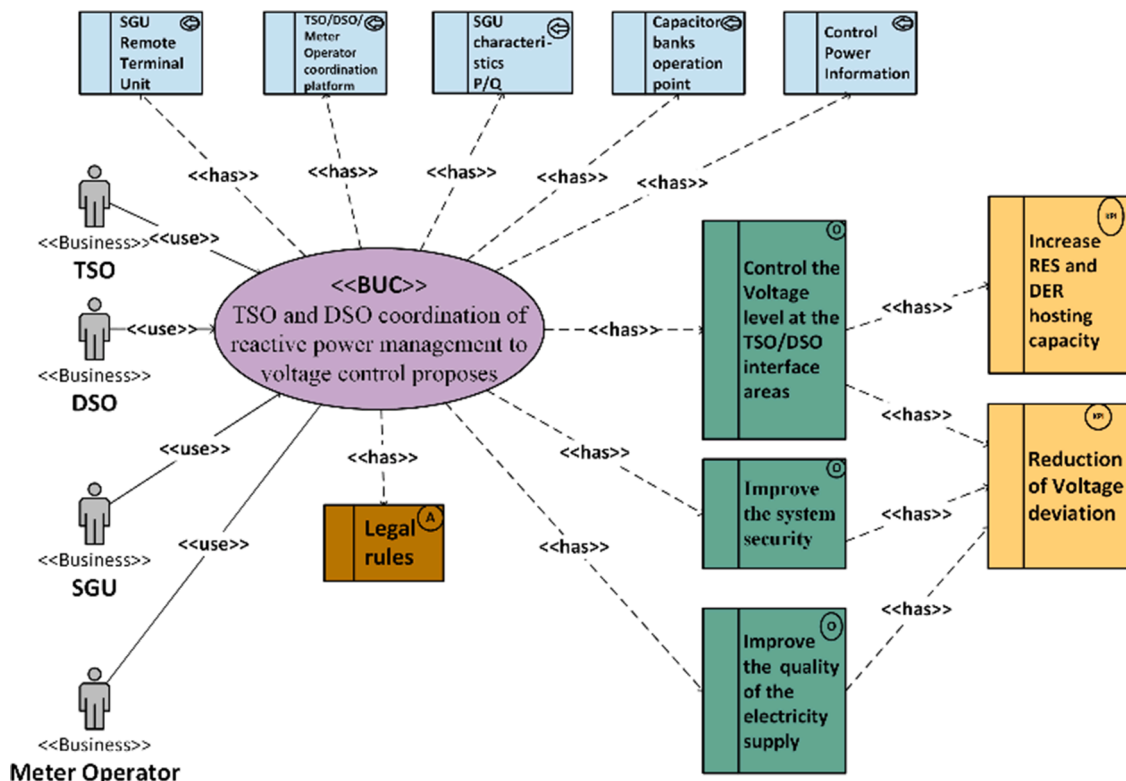 SGU
Remote
Terminal
Unit
TSO/DSO/
Meter
Operator
coordination
platform
SGU
characteri-
stics
P/Q
Capacitor
banks
operation
point
Control
Power
Information
<<has>>
<<has>>
<<has>>
<<has>>
<<has>>
<<Business>>
TSO
<<use>>
<<Business>>
DSO
<<use>>
<<BUC>>
TSO and DSO coordination of
reactive power management to
voltage control proposes
<<has>>
O
Control the
Voltage
level at the
TSO/DSO
interface
areas
<<has>>
<<has>>
KPI
Increase
RES and
DER
hosting
capacity
<<use>>
<<Business>>
SGU
<<has>>
A
Legal
rules
<<has>>
O
Improve
the system
security
<<has>>
KPI
Reduction
of Voltage
deviation
<<use>>
<<Business>>
Meter Operator
<<has>>
O
Improve
the quality
of the
electricity
supply
<<has>>